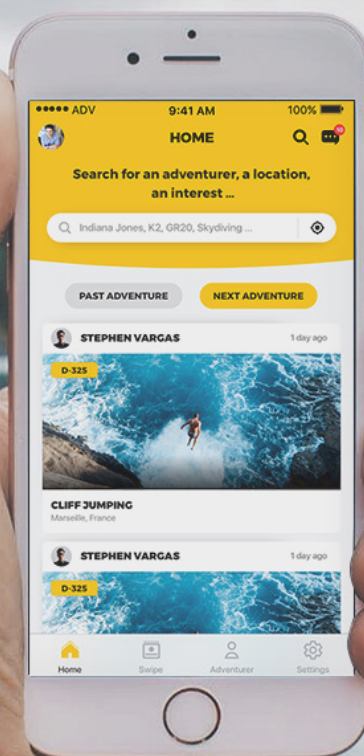 ADV
9:41 AM
100%
HOME
Search for an adventurer, a location,
an interest ...
Indiana Jones, K2, GR20, Skydiving ...
PAST ADVENTURE
NEXT ADVENTURE
STEPHEN VARGAS
1 day ago
D-325
CLIFF JUMPING
Marseille, France
STEPHEN VARGAS
1 day ago
D-325
Home
Swipe
Adventurer
Settings